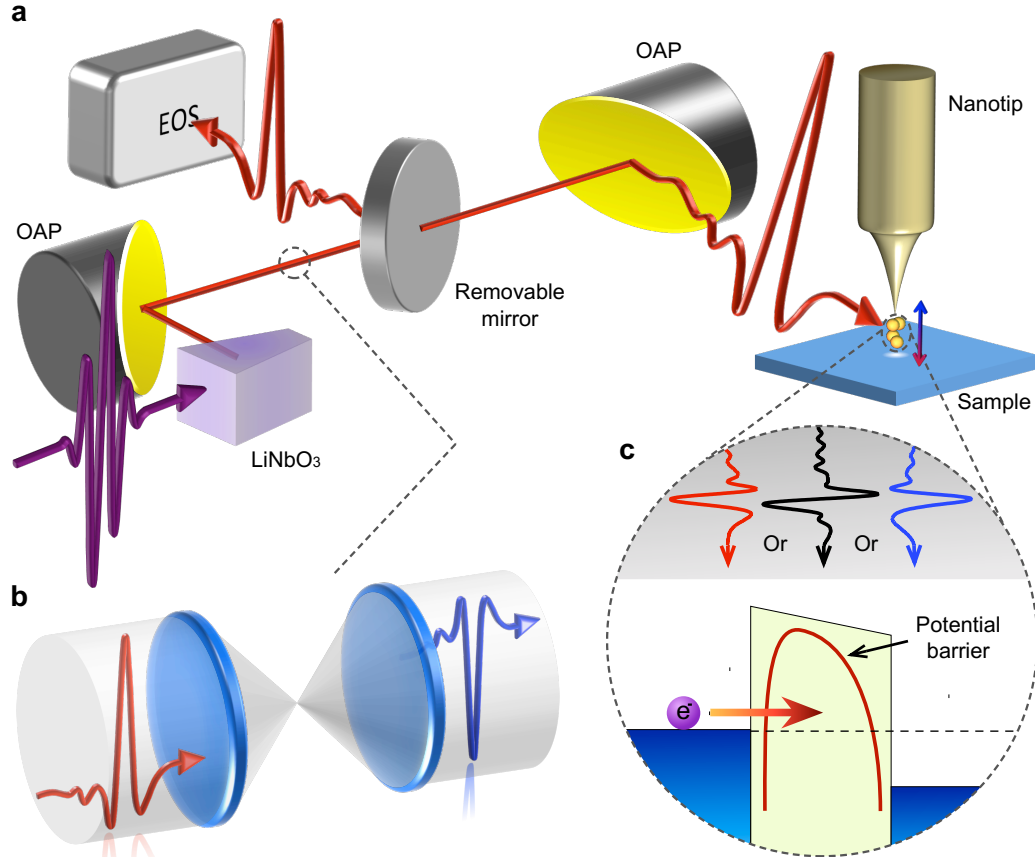 a
OAP
EOS
Nanotip
OAP
Removable
mirror
Sample
LiNbO₃
c
Or
Or
b
Potential
barrier
e⁻